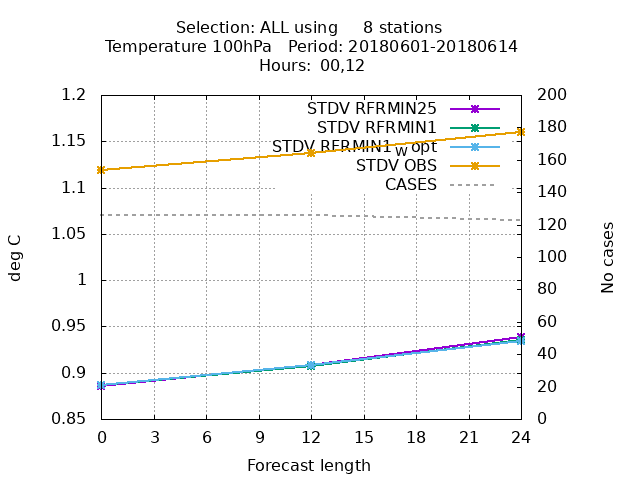 Selection: ALL using 8 stations
Temperature 100hPa Period: 20180601-20180614
Hours: 00,12
1.2
1.15
1.1
1.05
1
0.95
0.9
0.85
200
180
160
140
120
100
80
60
40
20
0
STDV RFRMIN25
STDV RFRMIN1
STDV RFRMIN1_w opt
STDV OBS
CASES
deg C
No cases
0 3 6 9 12 15 18 21 24
Forecast length